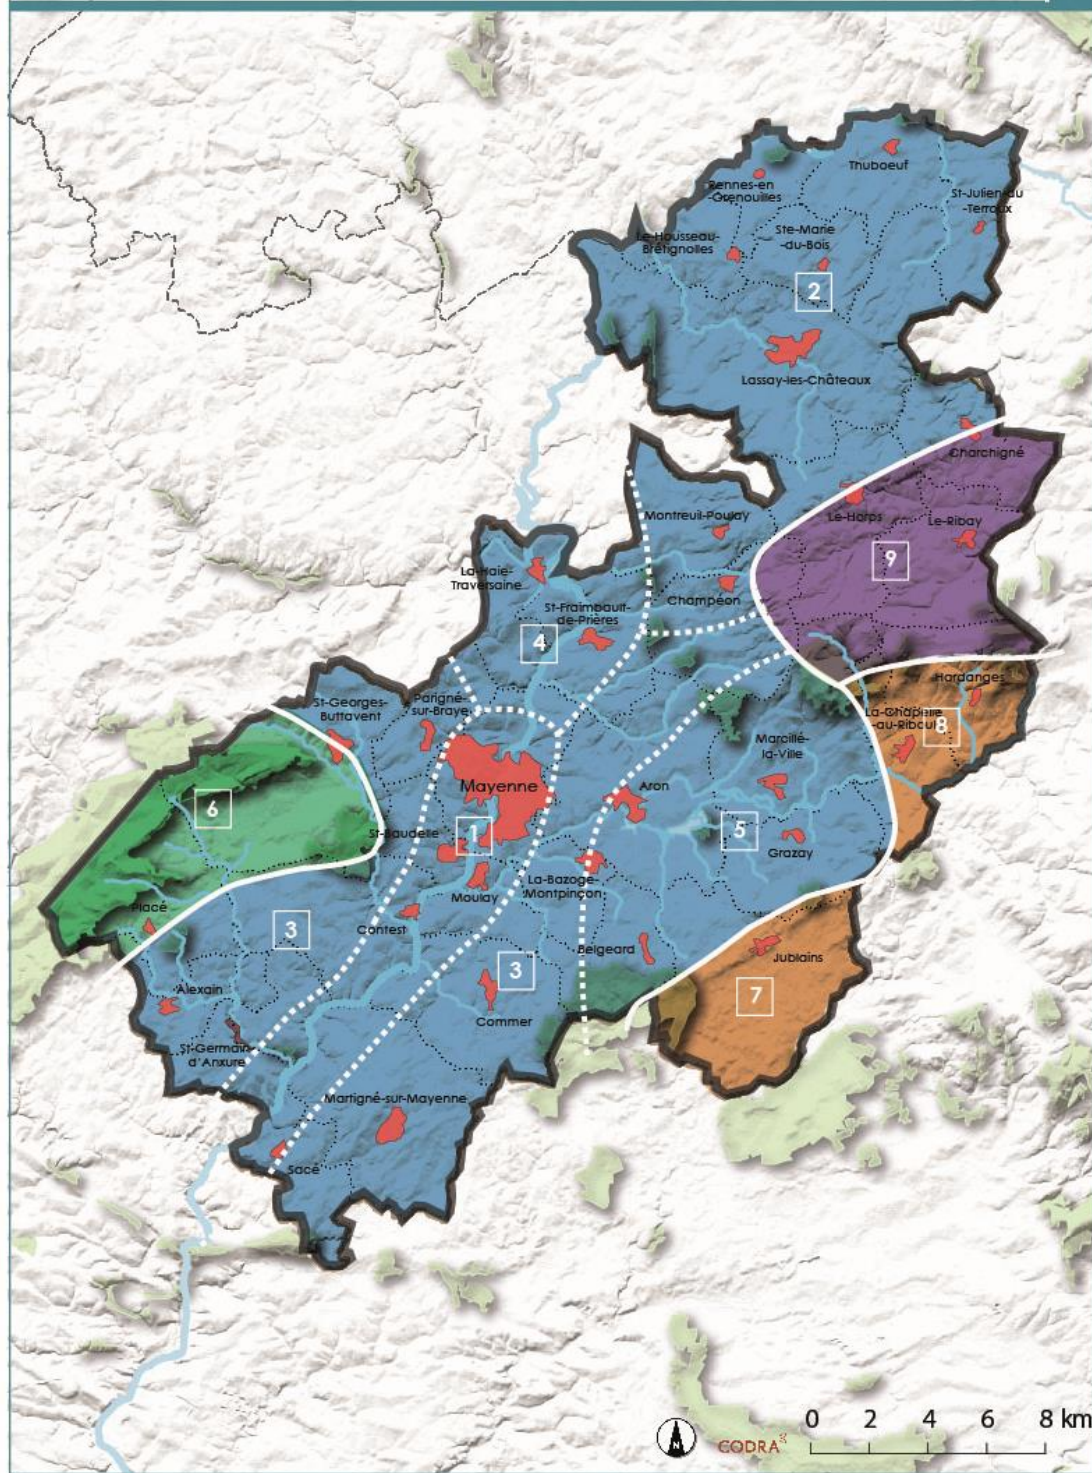 Thuboeuf
Rennes-en
-Grenouilles
St-Julien-du
-Terroux
Ste-Marie
-du-Bois
Le-Housseau-
Brétignolles
2
Lassay-les-Châteaux
Charchigné
Le-Horps
Montreuil-Poulay
Le-Ribay
9
La-Haie-
Traversaine
Champéon
St-Fraimbault-
de-Prières
4
Hardanges
St-Georges-
Buttavent
Parigné-
sur-Braye
La-Chapelle
-au-Riboul
8
Marcillé-
la-Ville
Mayenne
Aron
6
St-Baudelle
1
5
Grazay
La-Bazoge-
Montpinçon
Moulay
Placé
Contest
3
Belgeard
Jublains
3
7
Alexain
Commer
St-Germain
d'Anxure
Martigné-sur-Mayenne
Sacé
N
CODRA
0 2 4 6 8 km